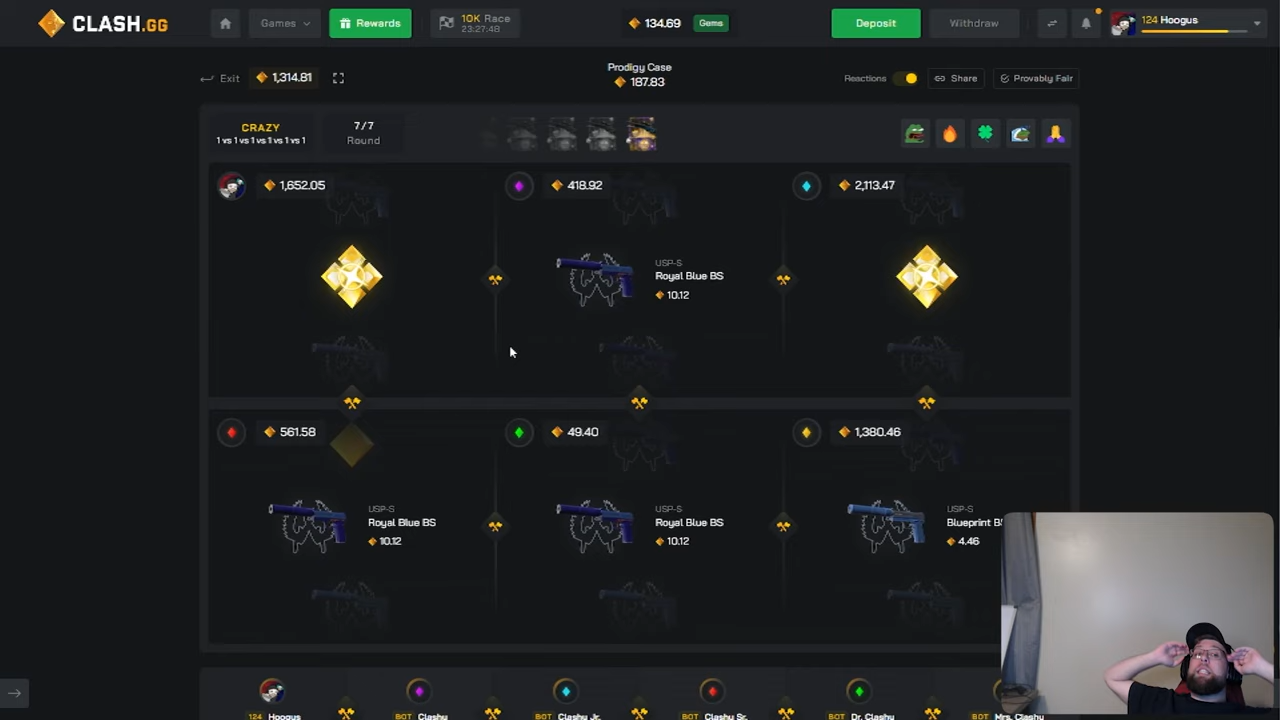 CLASH.GG
Games
Rewards
10K Race
23:27:48
134.69 Gems
Deposit
Withdraw
124 Hoogus
Exit 1,314.81
Prodigy Case
187.83
Reactions
Share
Provably Fair
CRAZY
1 vs 1 vs 1 vs 1 vs 1 vs 1
7/7
Round
1,652.05
418.92
2,113.47
USP-S
Royal Blue BS
10.12
561.58
49.40
1,380.46
USP-S
Royal Blue BS
10.12
USP-S
Royal Blue BS
10.12
USP-S
Blueprint BS
4.46
124 Hoogus
BOT Clashy
BOT Clashy Jr.
BOT Clashy Sr.
BOT Dr. Clashy
BOT Mrs. Clashy